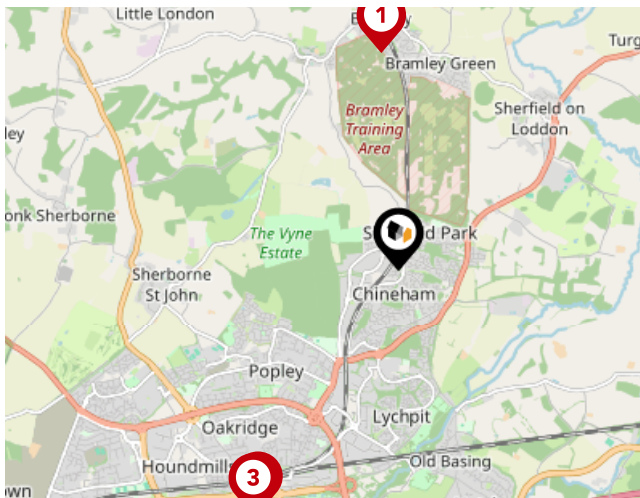 Little London
1
Bramley Green
Turg
Bramley
Training
Area
Sherfield on
Loddon
ley
onk Sherborne
The Vyne
Estate
Park
Sherborne
St John
Chineham
Popley
Oakridge
Lychpit
Houndmills
3
Old Basing
own